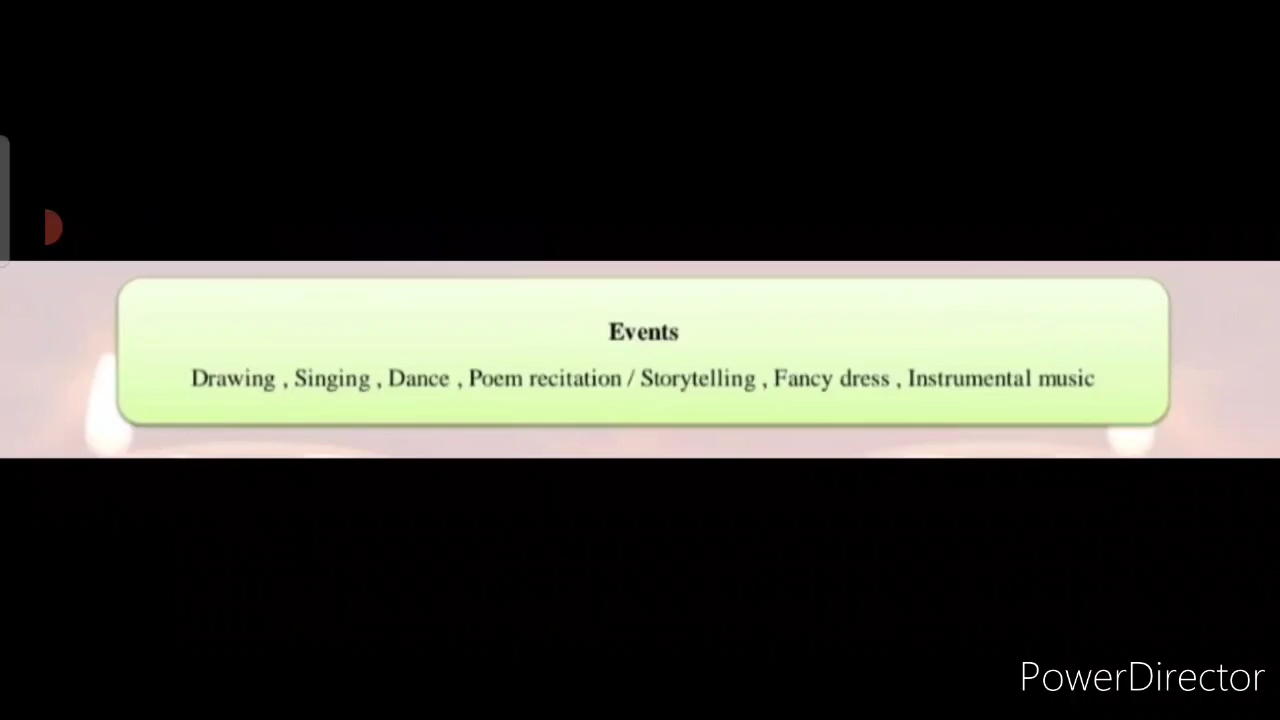 Events
Drawing , Singing , Dance , Poem recitation / Storytelling , Fancy dress , Instrumental music
PowerDirector